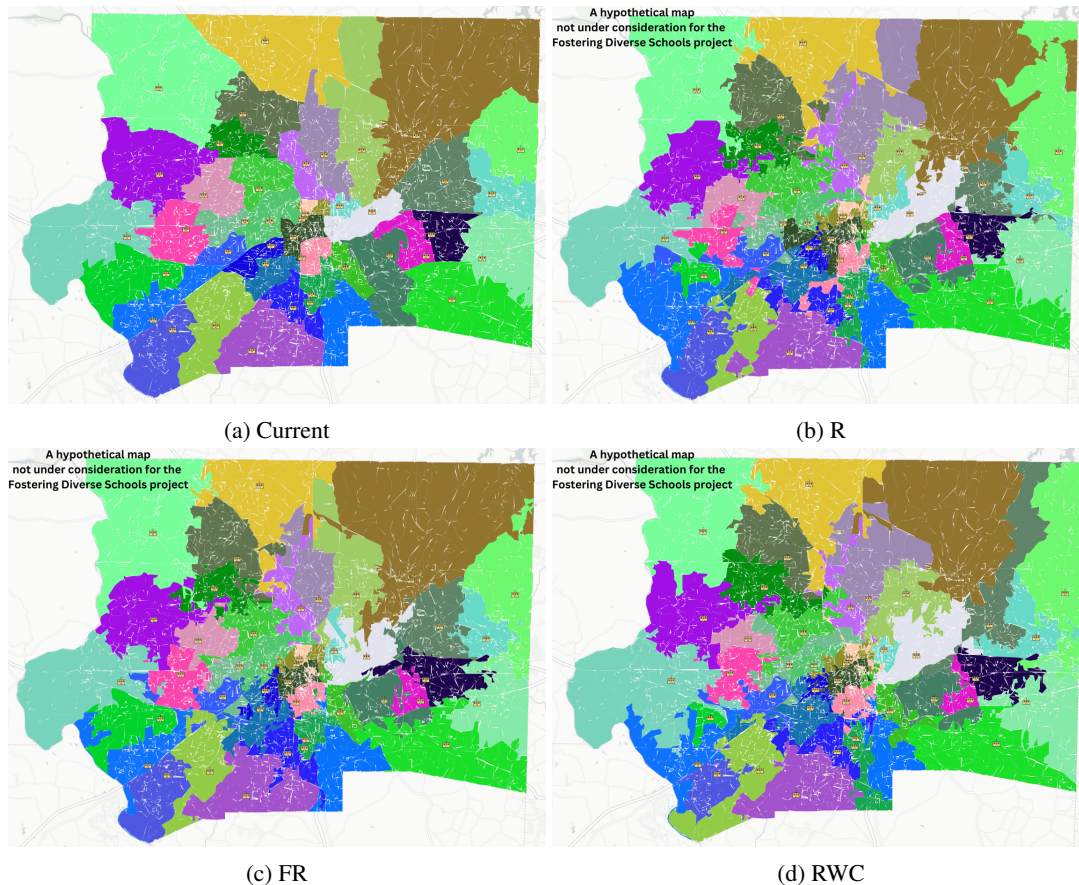 A hypothetical map
not under consideration for the
Fostering Diverse Schools project
(a) Current
(b) R
A hypothetical map
not under consideration for the
Fostering Diverse Schools project
A hypothetical map
not under consideration for the
Fostering Diverse Schools project
(c) FR
(d) RWC